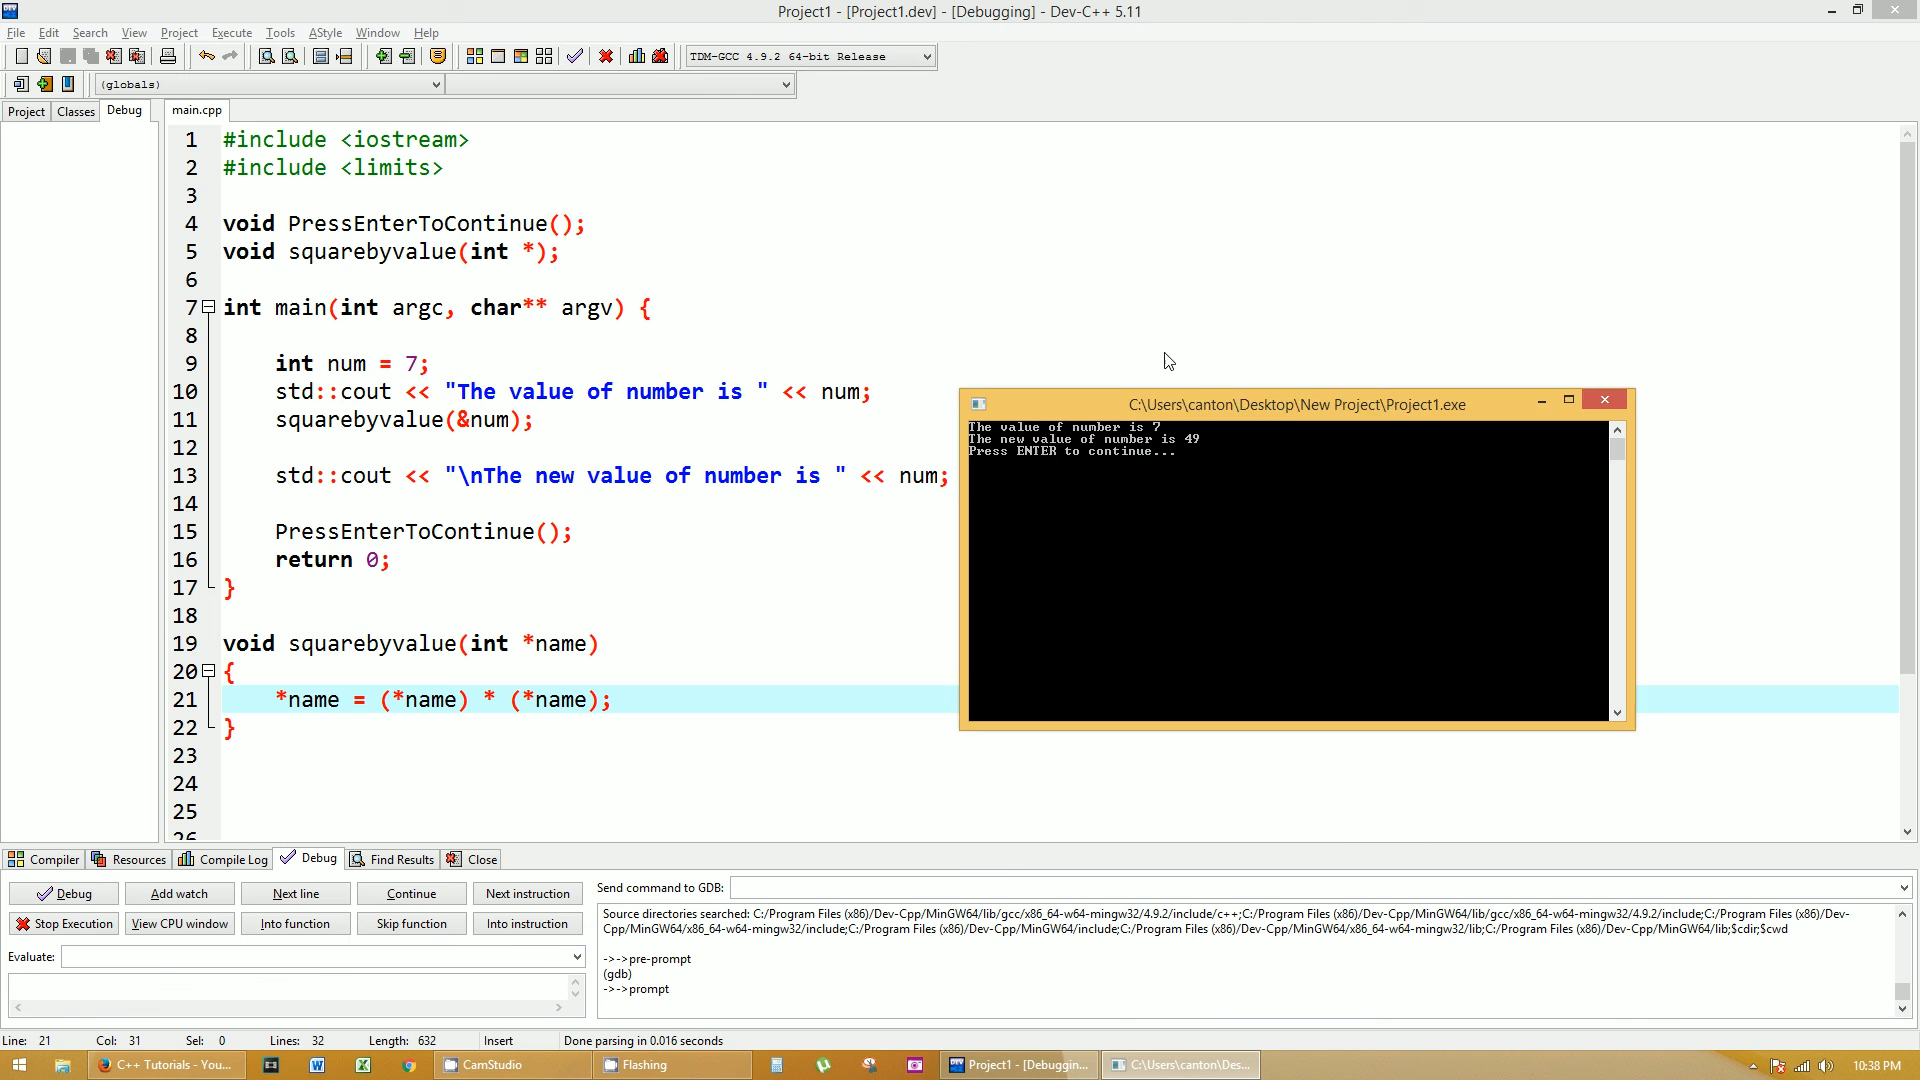 Project1 - [Project1.dev] - [Debugging] - Dev-C++ 5.11
File Edit Search View Project Execute Tools AStyle Window Help
TDM-GCC 4.9.2 64-bit Release
(globals)
Project Classes Debug main.cpp
1 #include <iostream>
2 #include <limits>
3
4 void PressEnterToContinue();
5 void squarebyvalue(int *);
6
7 int main(int argc, char** argv) {
8
9 int num = 7;
10 std::cout << "The value of number is " << num;
11 squarebyvalue(&num);
12
13 std::cout << "\nThe new value of number is " << num;
14
15 PressEnterToContinue();
16 return 0;
17 }
18
19 void squarebyvalue(int *name)
20 {
21 *name = (*name) * (*name);
22 }
23
24
25
26
C:\Users\canton\Desktop\New Project\Project1.exe
The value of number is 7
The new value of number is 49
Press ENTER to continue...
Compiler Resources Compile Log Debug Find Results Close
Debug Add watch Next line Continue Next instruction
Stop Execution View CPU window Into function Skip function Into instruction
Evaluate:
Send command to GDB:
Source directories searched: C:/Program Files (x86)/Dev-Cpp/MinGW64/lib/gcc/x86_64-w64-mingw32/4.9.2/include/c++;C:/Program Files (x86)/Dev-Cpp/MinGW64/lib/gcc/x86_64-w64-mingw32/4.9.2/include;C:/Program Files (x86)/Dev-
Cpp/MinGW64/x86_64-w64-mingw32/include;C:/Program Files (x86)/Dev-Cpp/MinGW64/include;C:/Program Files (x86)/Dev-Cpp/MinGW64/x86_64-w64-mingw32/lib;C:/Program Files (x86)/Dev-Cpp/MinGW64/lib;$cdir;$cwd
->->pre-prompt
(gdb)
->->prompt
Line: 21 Col: 31 Sel: 0 Lines: 32 Length: 632 Insert Done parsing in 0.016 seconds
C++ Tutorials - You... CamStudio Flashing Project1 - [Debuggin... C:\Users\canton\Des... 10:38 PM